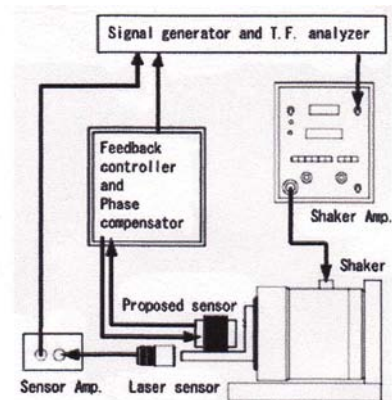 Signal generator and T.F. analyzer
Feedback
controller
and
Phase
compensator
Shaker Amp.
Shaker
Proposed sensor
Sensor Amp.
Laser sensor